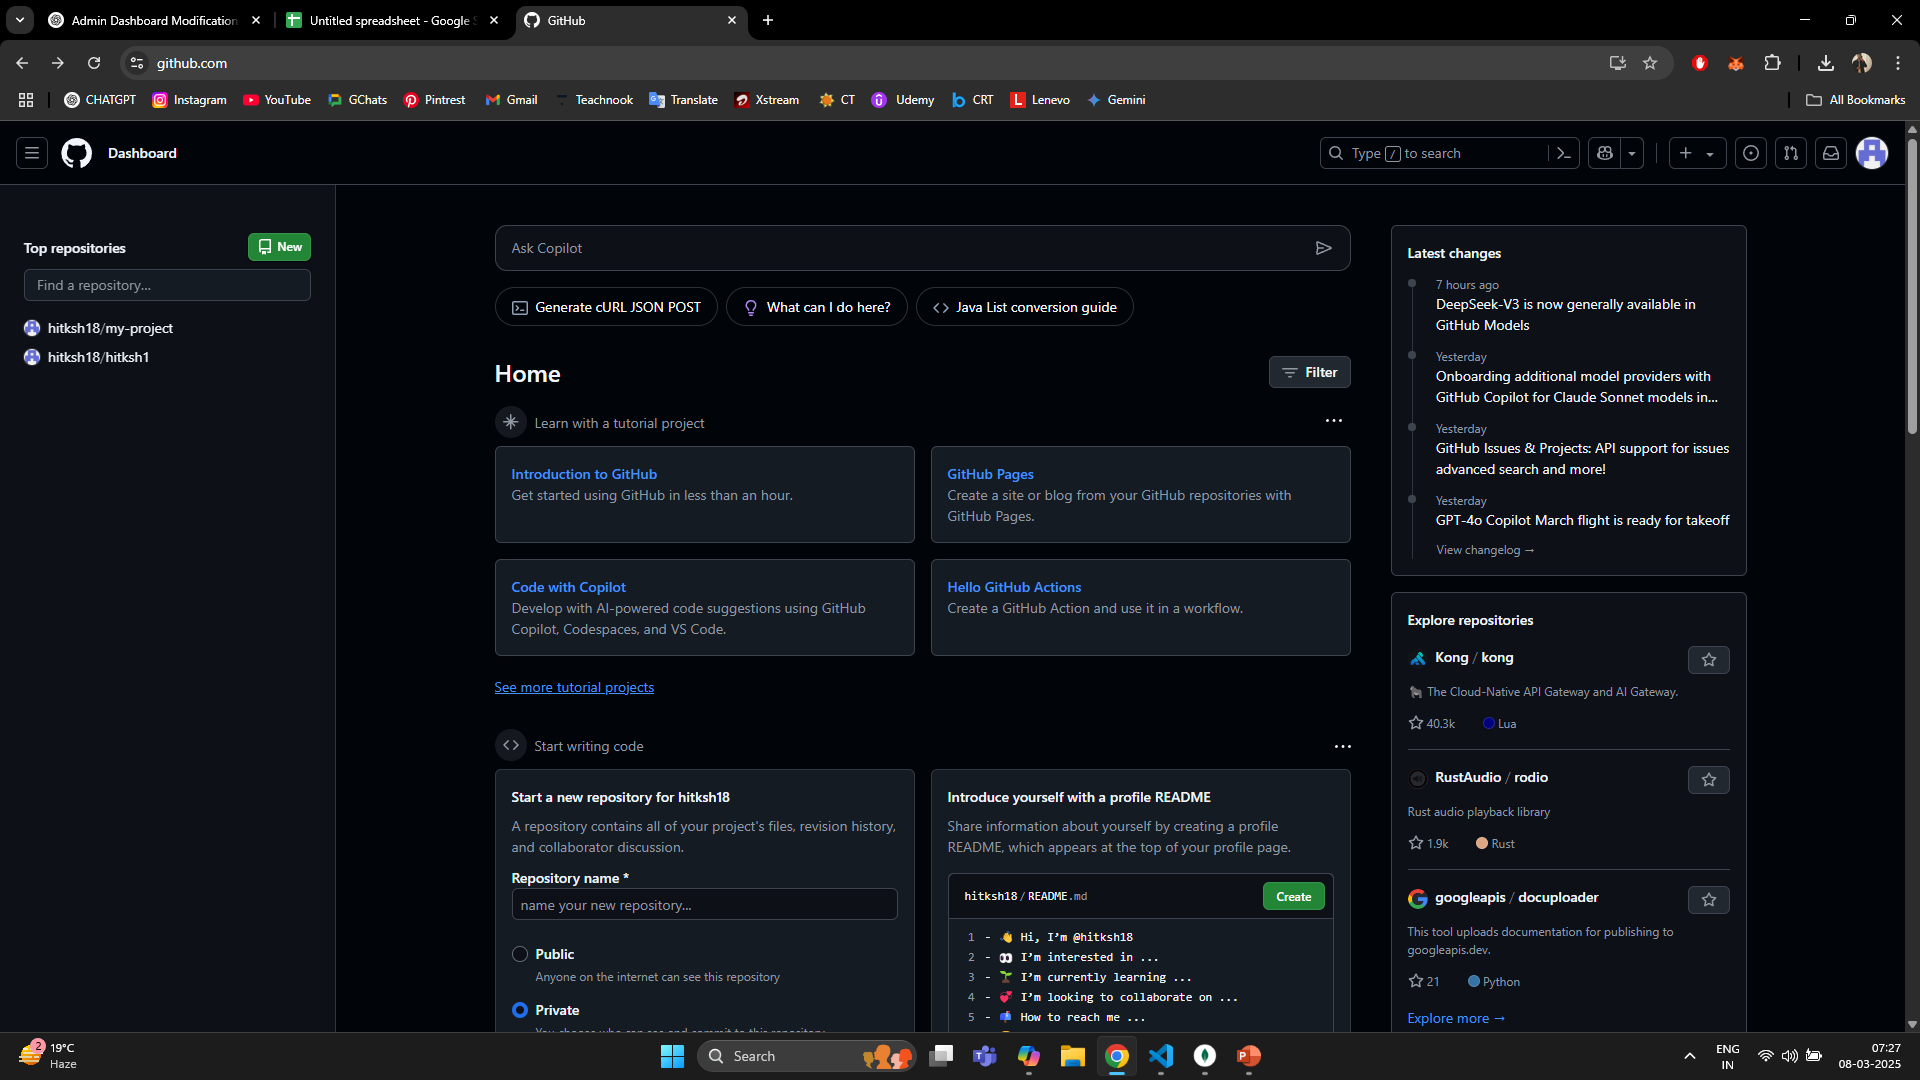 Admin Dashboard Modification
Untitled spreadsheet - Google S
GitHub
github.com
CHATGPT
Instagram
YouTube
GChats
Pintrest
Gmail
Teachnook
Translate
Xstream
CT
Udemy
CRT
Lenevo
Gemini
All Bookmarks
Dashboard
Type / to search
Top repositories
New
Find a repository...
hitksh18/my-project
hitksh18/hitksh1
Ask Copilot
Generate cURL JSON POST
What can I do here?
Java List conversion guide
Home
Filter
Learn with a tutorial project
Introduction to GitHub
Get started using GitHub in less than an hour.
GitHub Pages
Create a site or blog from your GitHub repositories with
GitHub Pages.
Code with Copilot
Develop with AI-powered code suggestions using GitHub
Copilot, Codespaces, and VS Code.
Hello GitHub Actions
Create a GitHub Action and use it in a workflow.
See more tutorial projects
Start writing code
Start a new repository for hitksh18
A repository contains all of your project's files, revision history,
and collaborator discussion.
Repository name *
name your new repository...
Public
Anyone on the internet can see this repository
Private
You choose who can see and commit to this repository
Introduce yourself with a profile README
Share information about yourself by creating a profile
README, which appears at the top of your profile page.
hitksh18/README.md
Create
1 - 👋 Hi, I'm @hitksh18
2 - 👀 I'm interested in ...
3 - 🌱 I'm currently learning ...
4 - 💞️ I'm looking to collaborate on ...
5 - 📫 How to reach me ...
Latest changes
7 hours ago
DeepSeek-V3 is now generally available in
GitHub Models
Yesterday
Onboarding additional model providers with
GitHub Copilot for Claude Sonnet models in...
Yesterday
GitHub Issues & Projects: API support for issues
advanced search and more!
Yesterday
GPT-4o Copilot March flight is ready for takeoff
View changelog →
Explore repositories
Kong / kong
🦍 The Cloud-Native API Gateway and AI Gateway.
40.3k
Lua
RustAudio / rodio
Rust audio playback library
1.9k
Rust
googleapis / docuploader
This tool uploads documentation for publishing to
googleapis.dev.
21
Python
Explore more →
2
19°C
Haze
Search
ENG
IN
07:27
08-03-2025